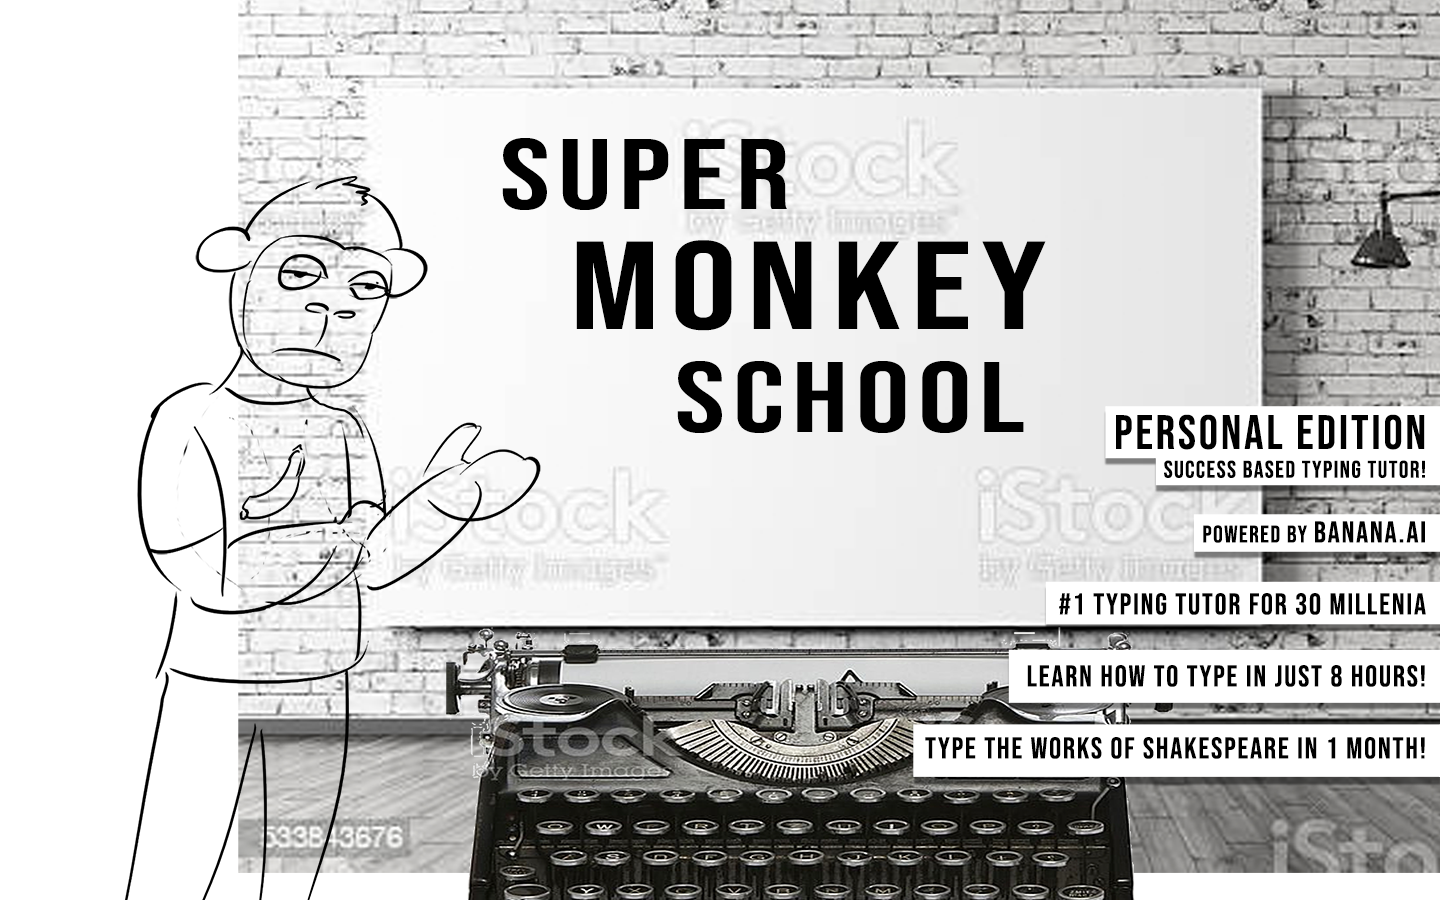 SUPER
MONKEY
SCHOOL
PERSONAL EDITION
SUCCESS BASED TYPING TUTOR!
POWERED BY BANANA.AI
#1 TYPING TUTOR FOR 30 MILLENIA
LEARN HOW TO TYPE IN JUST 8 HOURS!
TYPE THE WORKS OF SHAKESPEARE IN 1 MONTH!
iStock
by Getty Images
iStock
by Getty Images
iStock
by Getty Images
iStock
by Getty Images
iSto